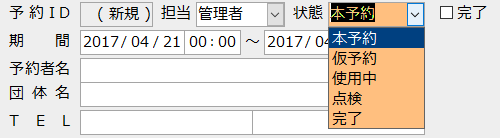 予約ID （新規） 担当 管理者 状態 本予約 完了
期間 2017/04/21 00:00 ～ 2017/04
本予約
仮予約
使用中
点検
完了
予約者名
団体名
TEL